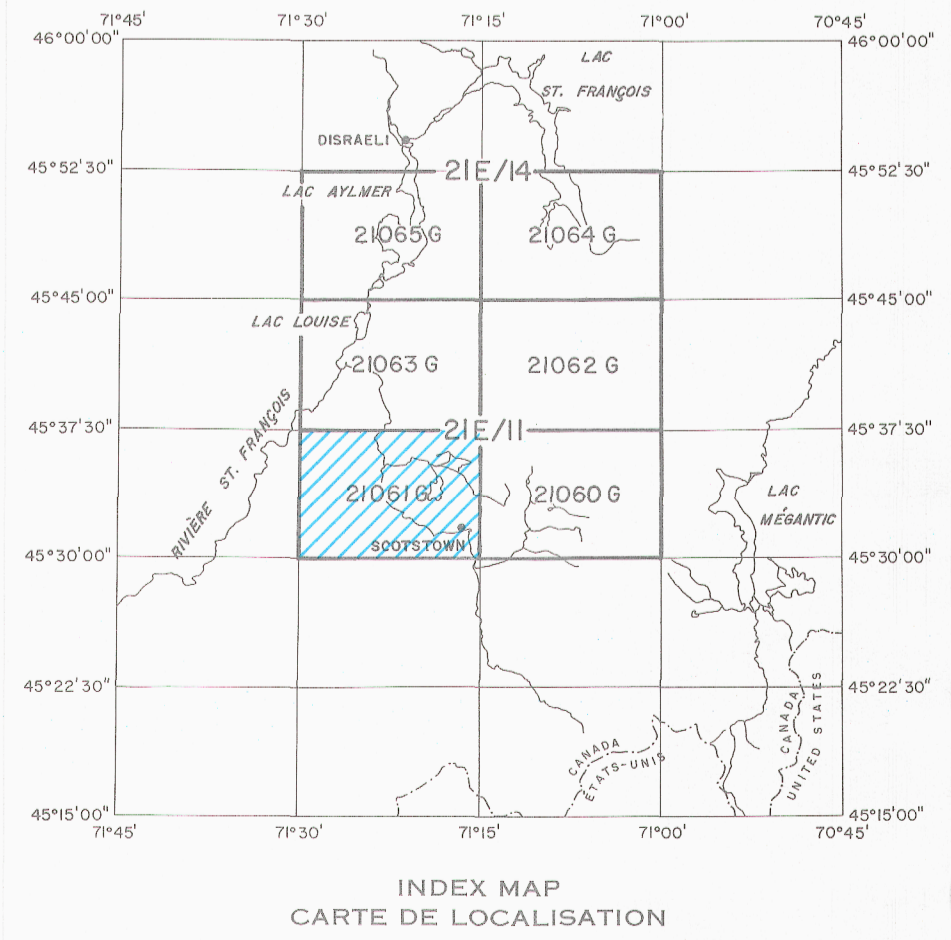 71°45' 71°30' 71°15' 71°00' 70°45'
46°00'00" 46°00'00"
LAC
ST. FRANÇOIS
DISRAELI
45°52'30" 21E/14 45°52'30"
LAC AYLMER
21065 G 21064 G
45°45'00" 45°45'00"
LAC LOUISE
21063 G 21062 G
RIVIÈRE ST. FRANÇOIS
45°37'30" 21E/11 45°37'30"
21061 G 21060 G
LAC
MÉGANTIC
SCOTSTOWN
45°30'00" 45°30'00"
45°22'30" 45°22'30"
CANADA
ÉTATS-UNIS
CANADA
UNITED STATES
45°15'00" 45°15'00"
71°45' 71°30' 71°15' 71°00' 70°45'
INDEX MAP
CARTE DE LOCALISATION